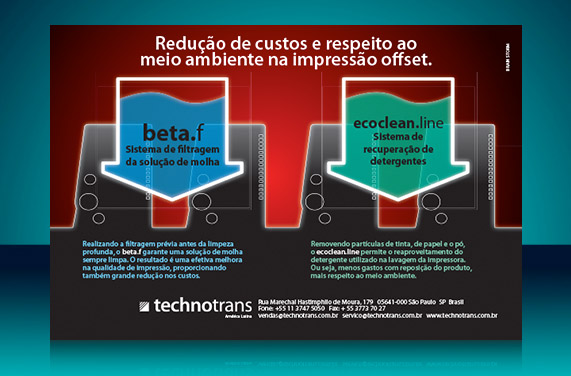 Redução de custos e respeito ao
meio ambiente na impressão offset.
BRAIN STORM
beta.f
Sistema de filtragem
da solução de molha
ecoclean.line
Sistema de
recuperação de
detergentes
Realizando a filtragem prévia antes da limpeza
profunda, o beta.f garante uma solução de molha
sempre limpa. O resultado é uma efetiva melhora
na qualidade de impressão, proporcionando
também grande redução nos custos.
Removendo partículas de tinta, de papel e o pó,
o ecoclean.line permite o reaproveitamento do
detergente utilizado na lavagem da impressora.
Ou seja, menos gastos com reposição do produto,
mais respeito ao meio ambiente.
technotrans
América Latina
Rua Marechal Hastimphilo de Moura, 179 05641-000 São Paulo SP Brasil
Fone: +55 11 3747 5050 Fax: + 55 3773 70 27
vendas@technotrans.com.br servico@technotrans.com.br www.technotrans.com.br